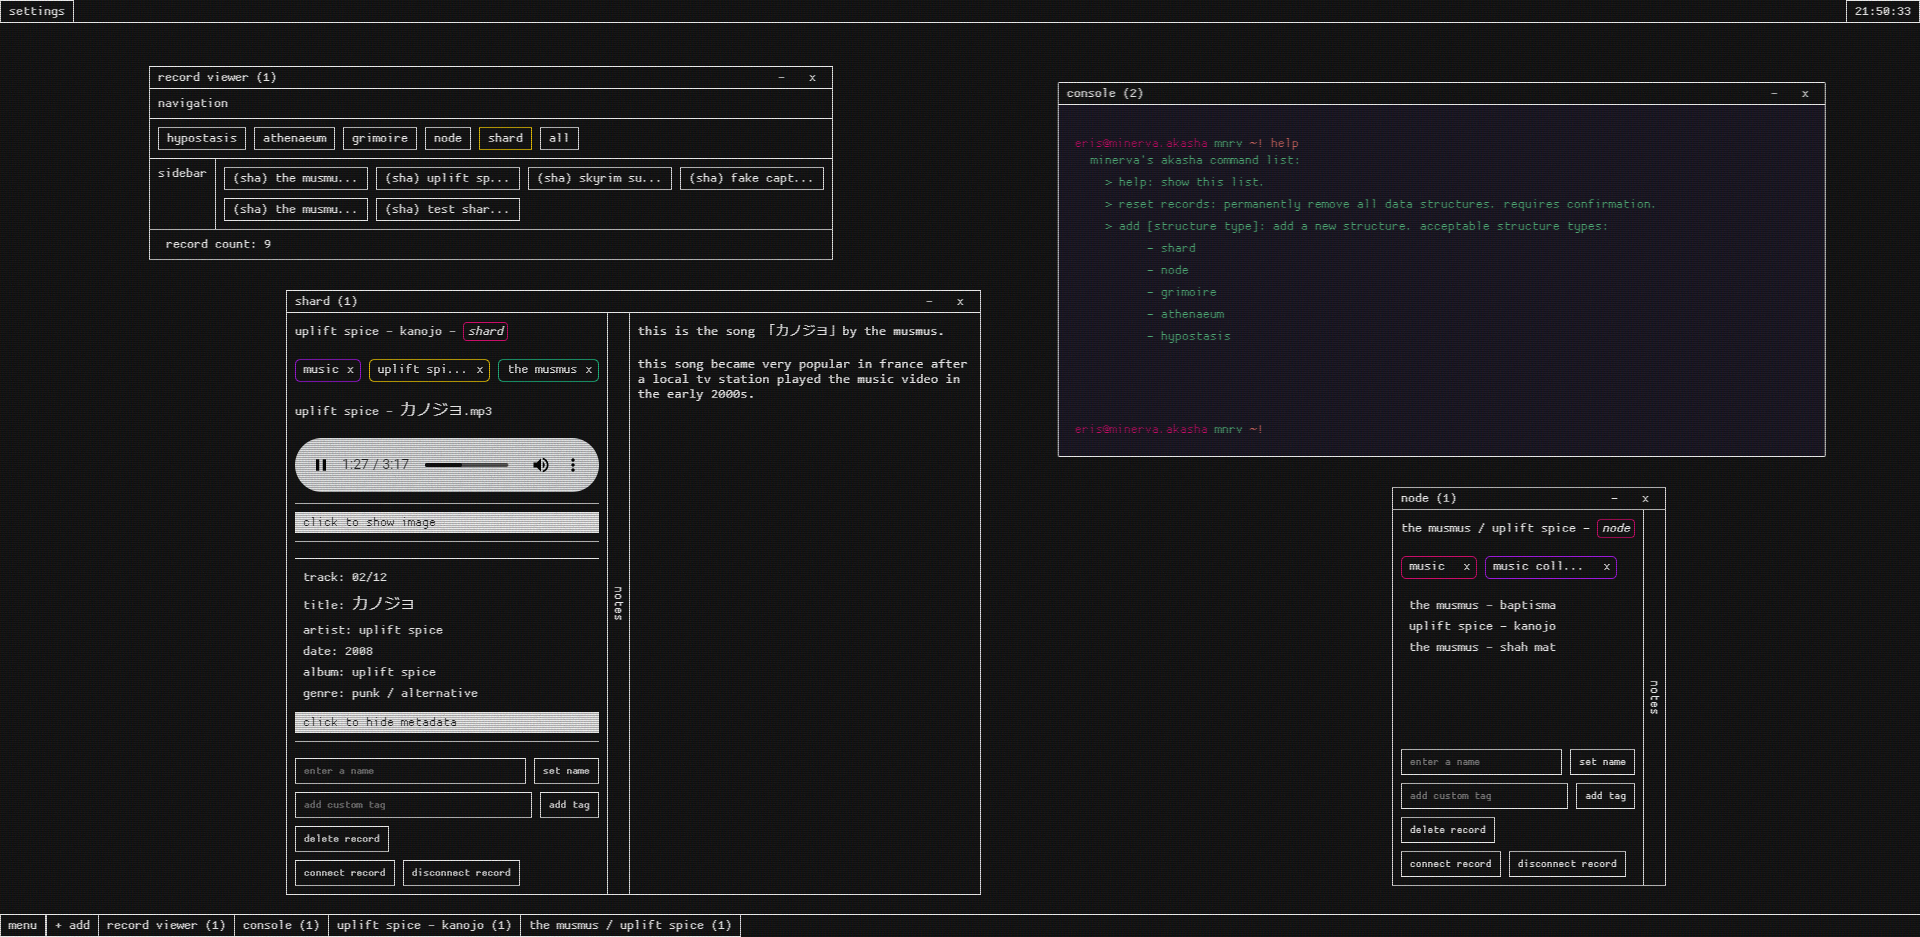 settings
21:50:33
record viewer (1) - x
navigation
hypostasis athenaeum grimoire node shard all
sidebar
(sha) the musmu... (sha) uplift sp... (sha) skyrim su... (sha) fake capt...
(sha) the musmu... (sha) test shar...
record count: 9
console (2) - x
eris@minerva.akasha mnrv ~! help
minerva's akasha command list:
> help: show this list.
> reset records: permanently remove all data structures. requires confirmation.
> add [structure type]: add a new structure. acceptable structure types:
- shard
- node
- grimoire
- athenaeum
- hypostasis
eris@minerva.akasha mnrv ~!
shard (1) - x
uplift spice - kanojo - shard
music x uplift spi... x the musmus x
uplift spice - カノジョ.mp3
1:27 / 3:17
click to show image
track: 02/12
title: カノジョ
artist: uplift spice
date: 2008
album: uplift spice
genre: punk / alternative
click to hide metadata
enter a name set name
add custom tag add tag
delete record
connect record disconnect record
notes
this is the song 「カノジョ」by the musmus.
this song became very popular in france after
a local tv station played the music video in
the early 2000s.
node (1) - x
the musmus / uplift spice - node
music x music coll... x
the musmus - baptisma
uplift spice - kanojo
the musmus - shah mat
enter a name set name
add custom tag add tag
delete record
connect record disconnect record
notes
menu + add record viewer (1) console (1) uplift spice - kanojo (1) the musmus / uplift spice (1)